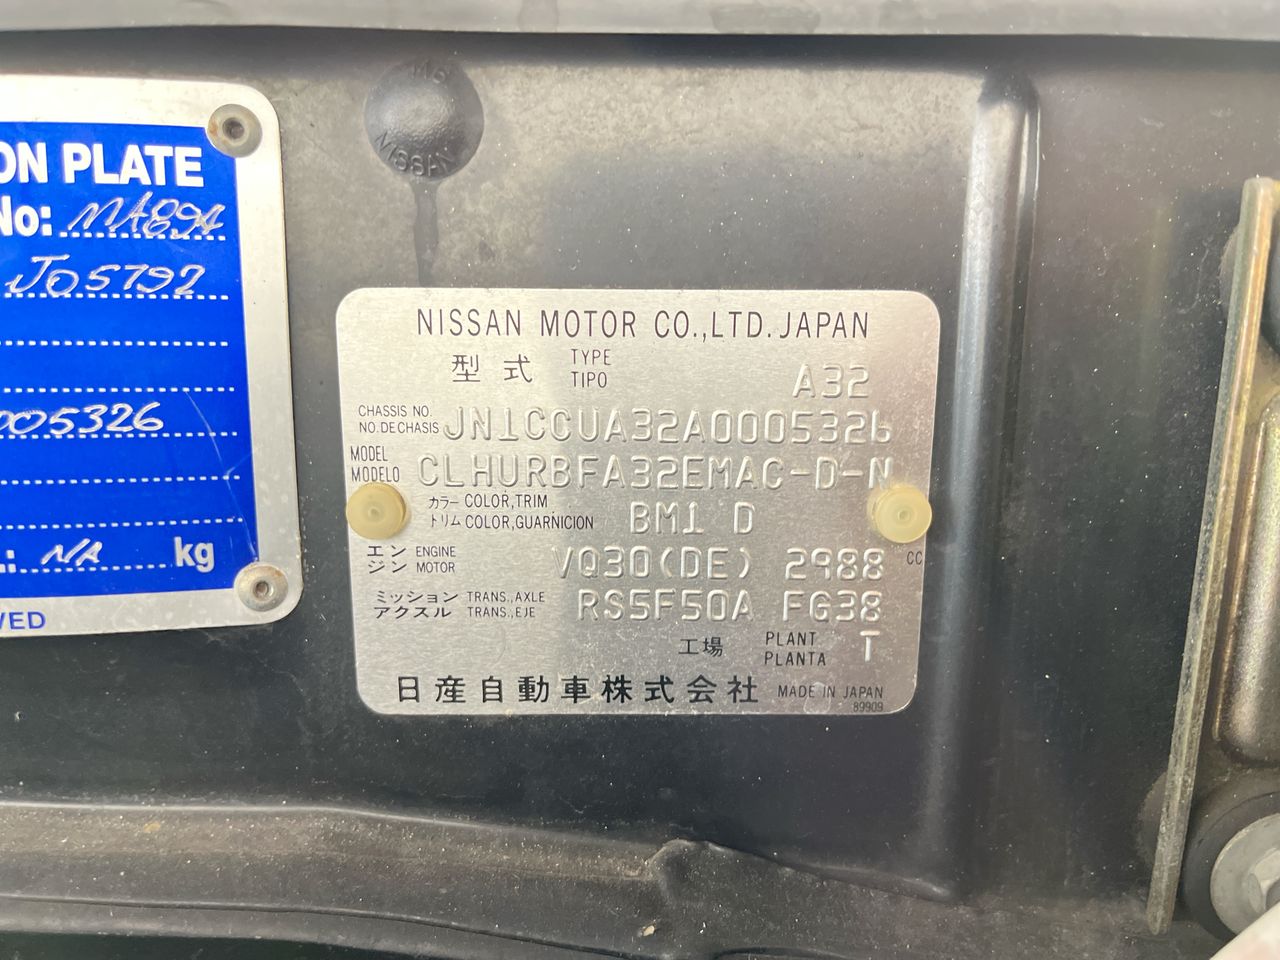 ON PLATE
No: MA894
J05792
005326
N/A kg
VED
NISSAN
NISSAN MOTOR CO.,LTD. JAPAN
型式 TYPE TIPO A32
CHASSIS NO. NO. DE CHASIS JN1CCUA32A0005326
MODEL MODELO CLHURBFA32EMAC-D-N
カラー COLOR,TRIM
トリム COLOR,GUARNICION BM1 D
エンジン ENGINE MOTOR VQ30(DE) 2988 CC
ミッション TRANS.,AXLE
アクスル TRANS.,EJE RS5F50A FG38
工場 PLANT PLANTA T
日産自動車株式会社 MADE IN JAPAN
89909